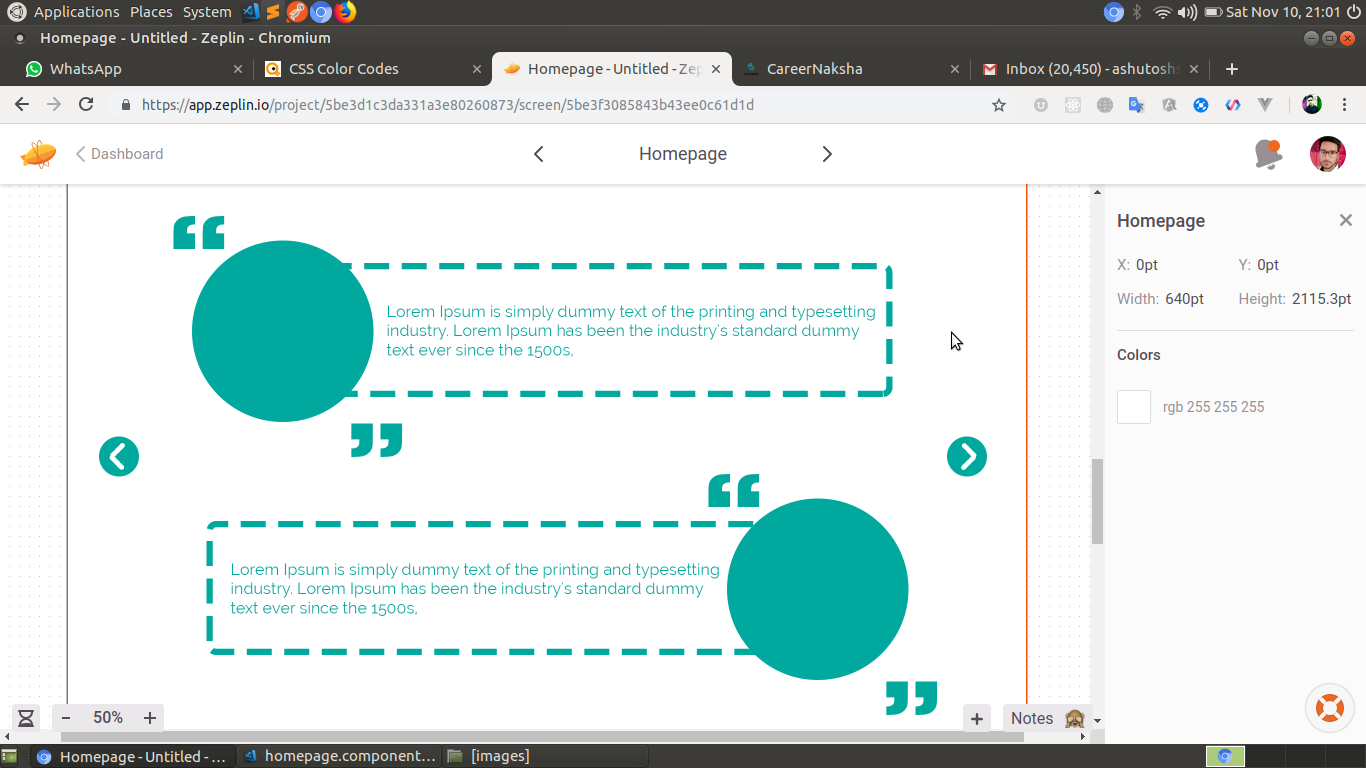 Applications Places System Sat Nov 10, 21:01
Homepage - Untitled - Zeplin - Chromium
WhatsApp CSS Color Codes Homepage - Untitled - Zep CareerNaksha Inbox (20,450) - ashutosh
https://app.zeplin.io/project/5be3d1c3da331a3e80260873/screen/5be3f3085843b43ee0c61d1d
Dashboard Homepage
Homepage
X: 0pt Y: 0pt
Width: 640pt Height: 2115.3pt
Colors
rgb 255 255 255
“
Lorem Ipsum is simply dummy text of the printing and typesetting
industry. Lorem Ipsum has been the industry's standard dummy
text ever since the 1500s,
”
“
Lorem Ipsum is simply dummy text of the printing and typesetting
industry. Lorem Ipsum has been the industry's standard dummy
text ever since the 1500s,
”
- 50% + + Notes
Homepage - Untitled - ... homepage.component... [images]